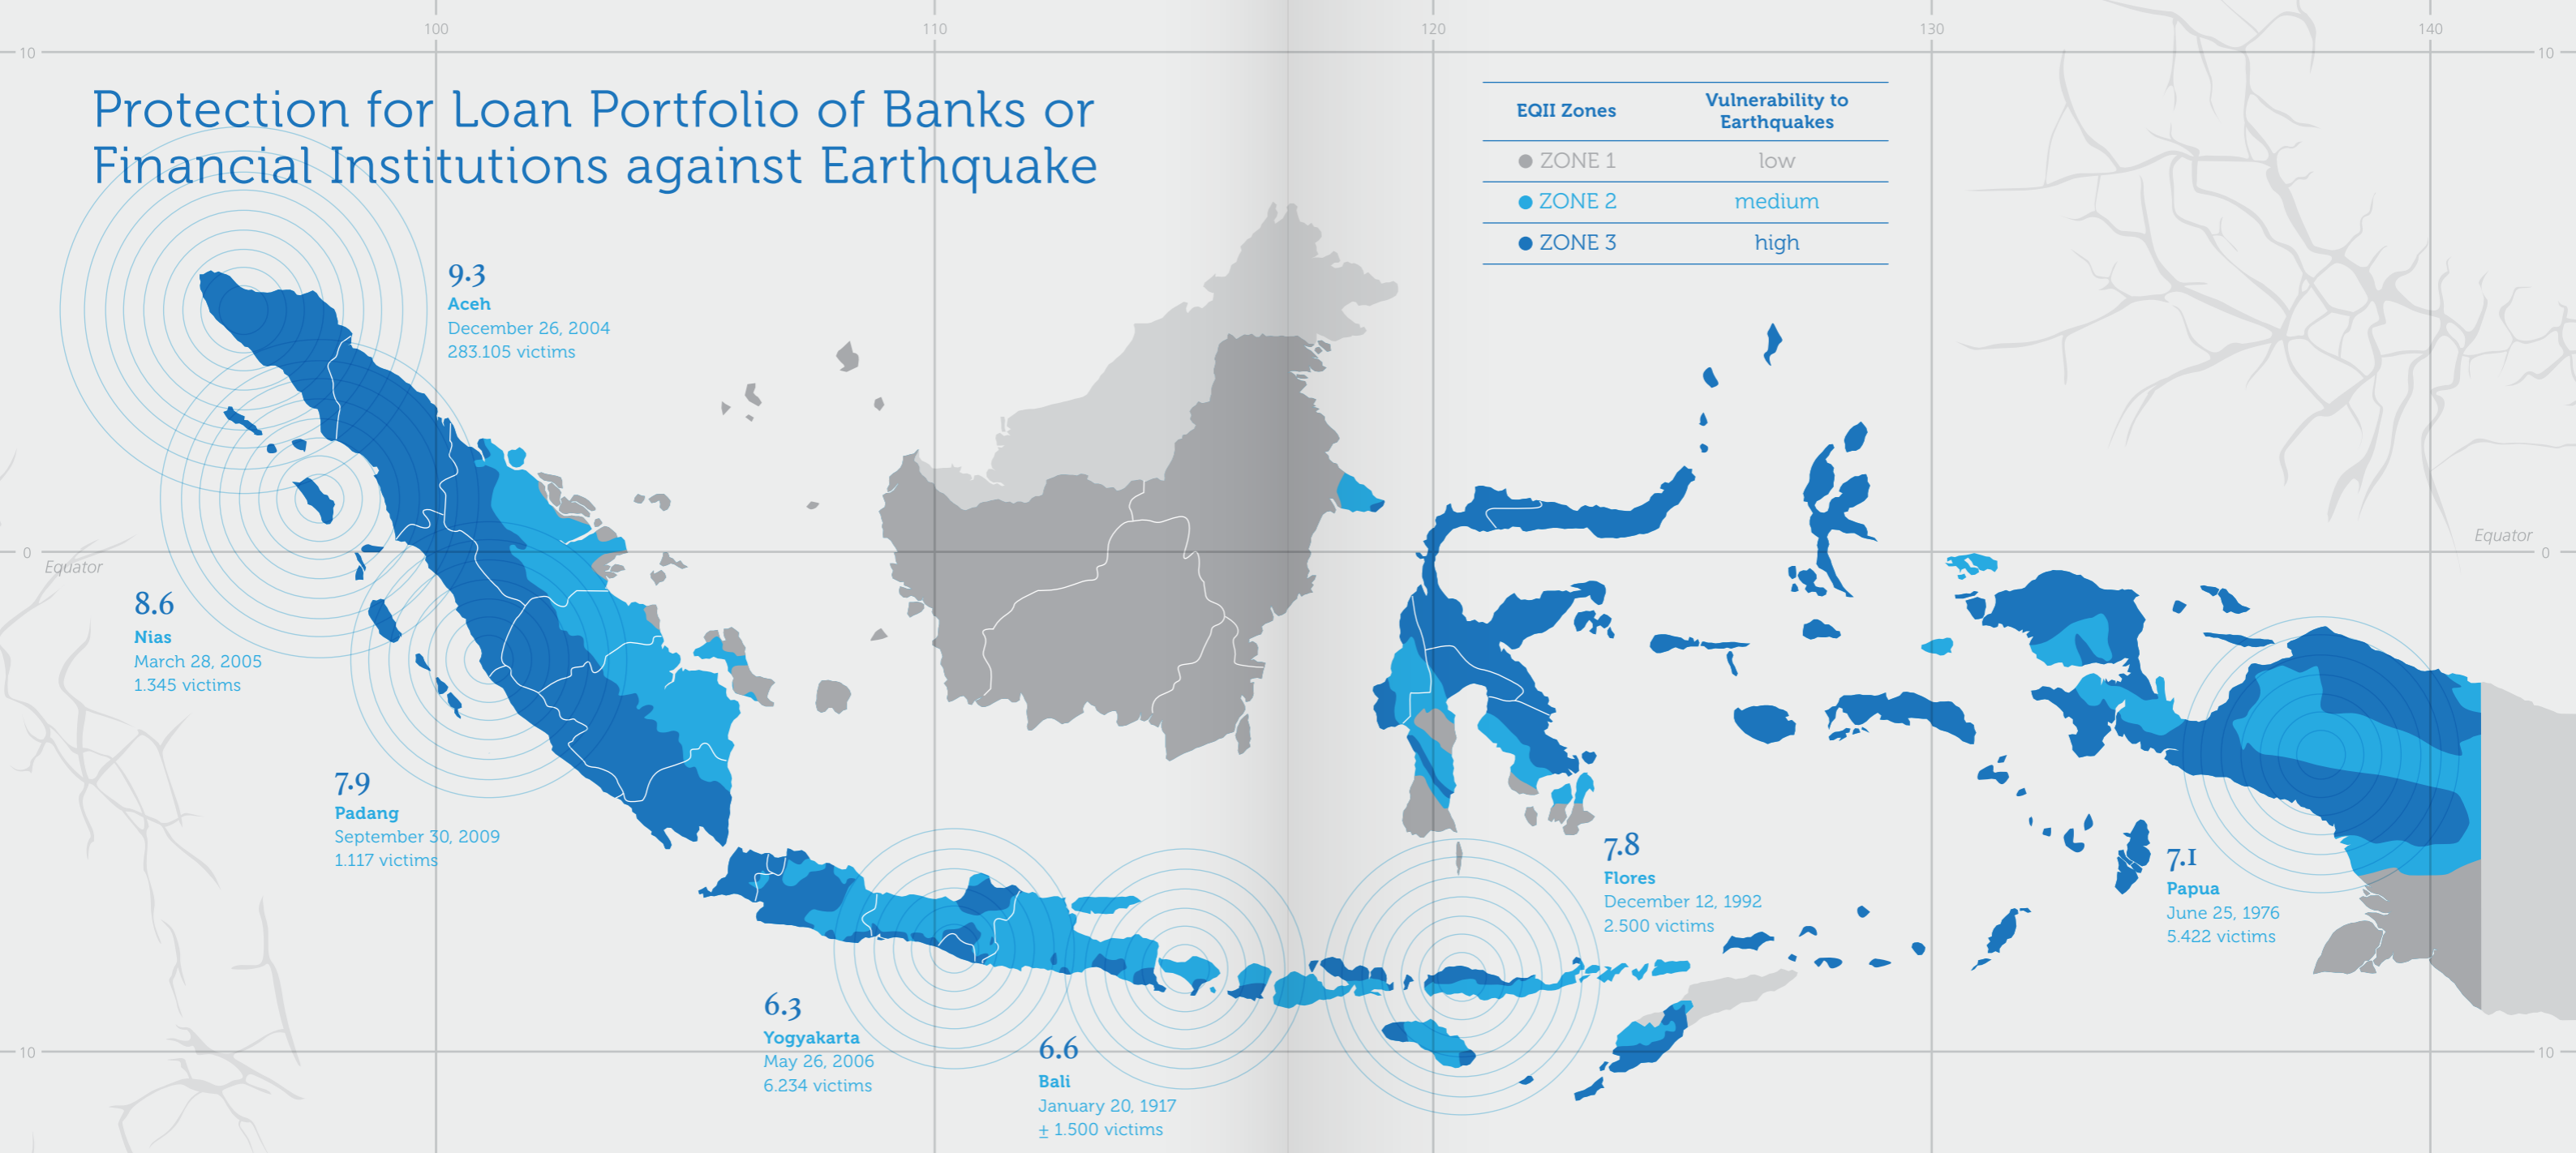 100 110 120 130 140
10 10
Protection for Loan Portfolio of Banks or
Financial Institutions against Earthquake
EQII Zones
Vulnerability to
Earthquakes
ZONE 1 low
ZONE 2 medium
ZONE 3 high
9.3
Aceh
December 26, 2004
283.105 victims
0 0
Equator
Equator
8.6
Nias
March 28, 2005
1.345 victims
7.9
Padang
September 30, 2009
1.117 victims
7.8
Flores
December 12, 1992
2.500 victims
7.1
Papua
June 25, 1976
5.422 victims
6.3
Yogyakarta
May 26, 2006
6.234 victims
6.6
Bali
January 20, 1917
± 1.500 victims
10 10